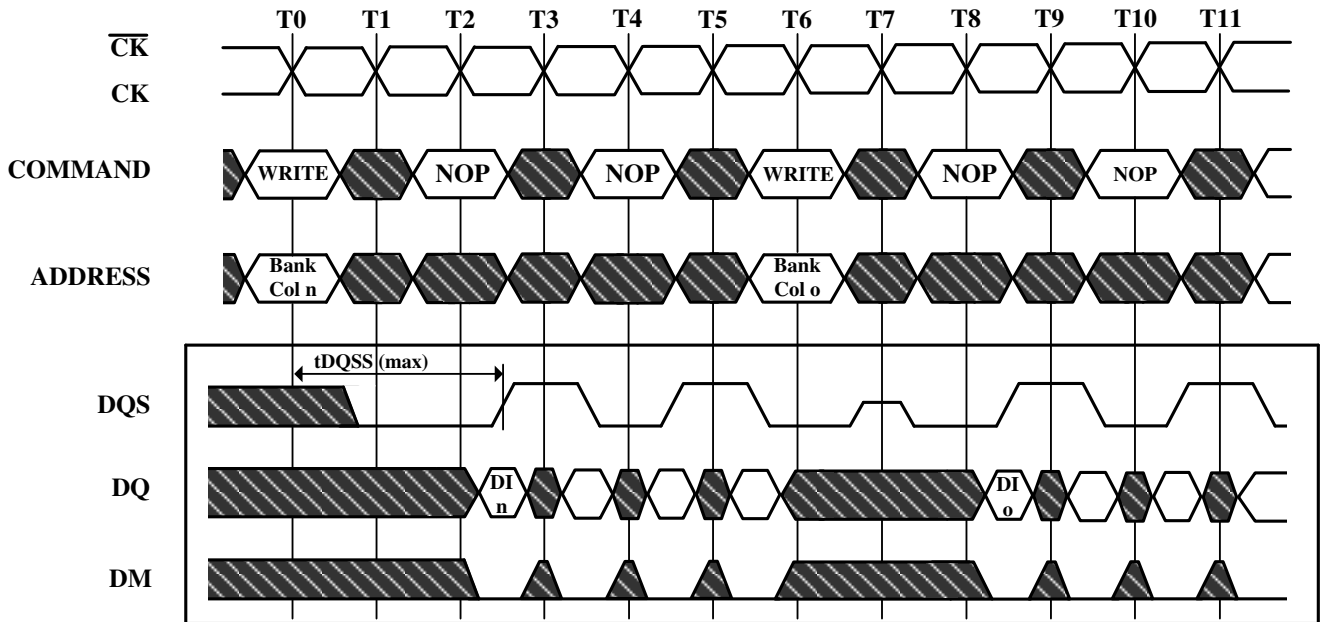 T0 T1 T2 T3 T4 T5 T6 T7 T8 T9 T10 T11
CK
CK
COMMAND WRITE NOP NOP WRITE NOP NOP
ADDRESS Bank Col n Bank Col o
tDQSS (max)
DQS
DQ DI n DI o
DM